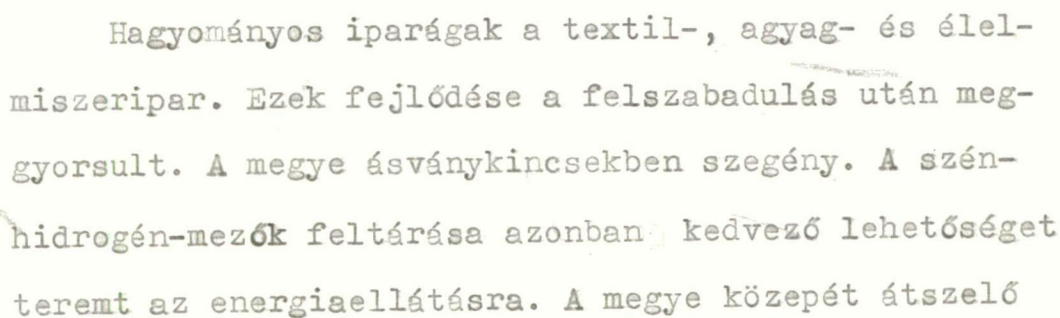 Hagyományos iparágak a textil-, agyag- és élel-
miszeripar. Ezek fejlődése a felszabadulás után meg-
gyorsult. A megye ásványkincsekben szegény. A szén-
hidrogén-mezők feltárása azonban kedvező lehetőséget
teremt az energiaellátásra. A megye közepét átszelő